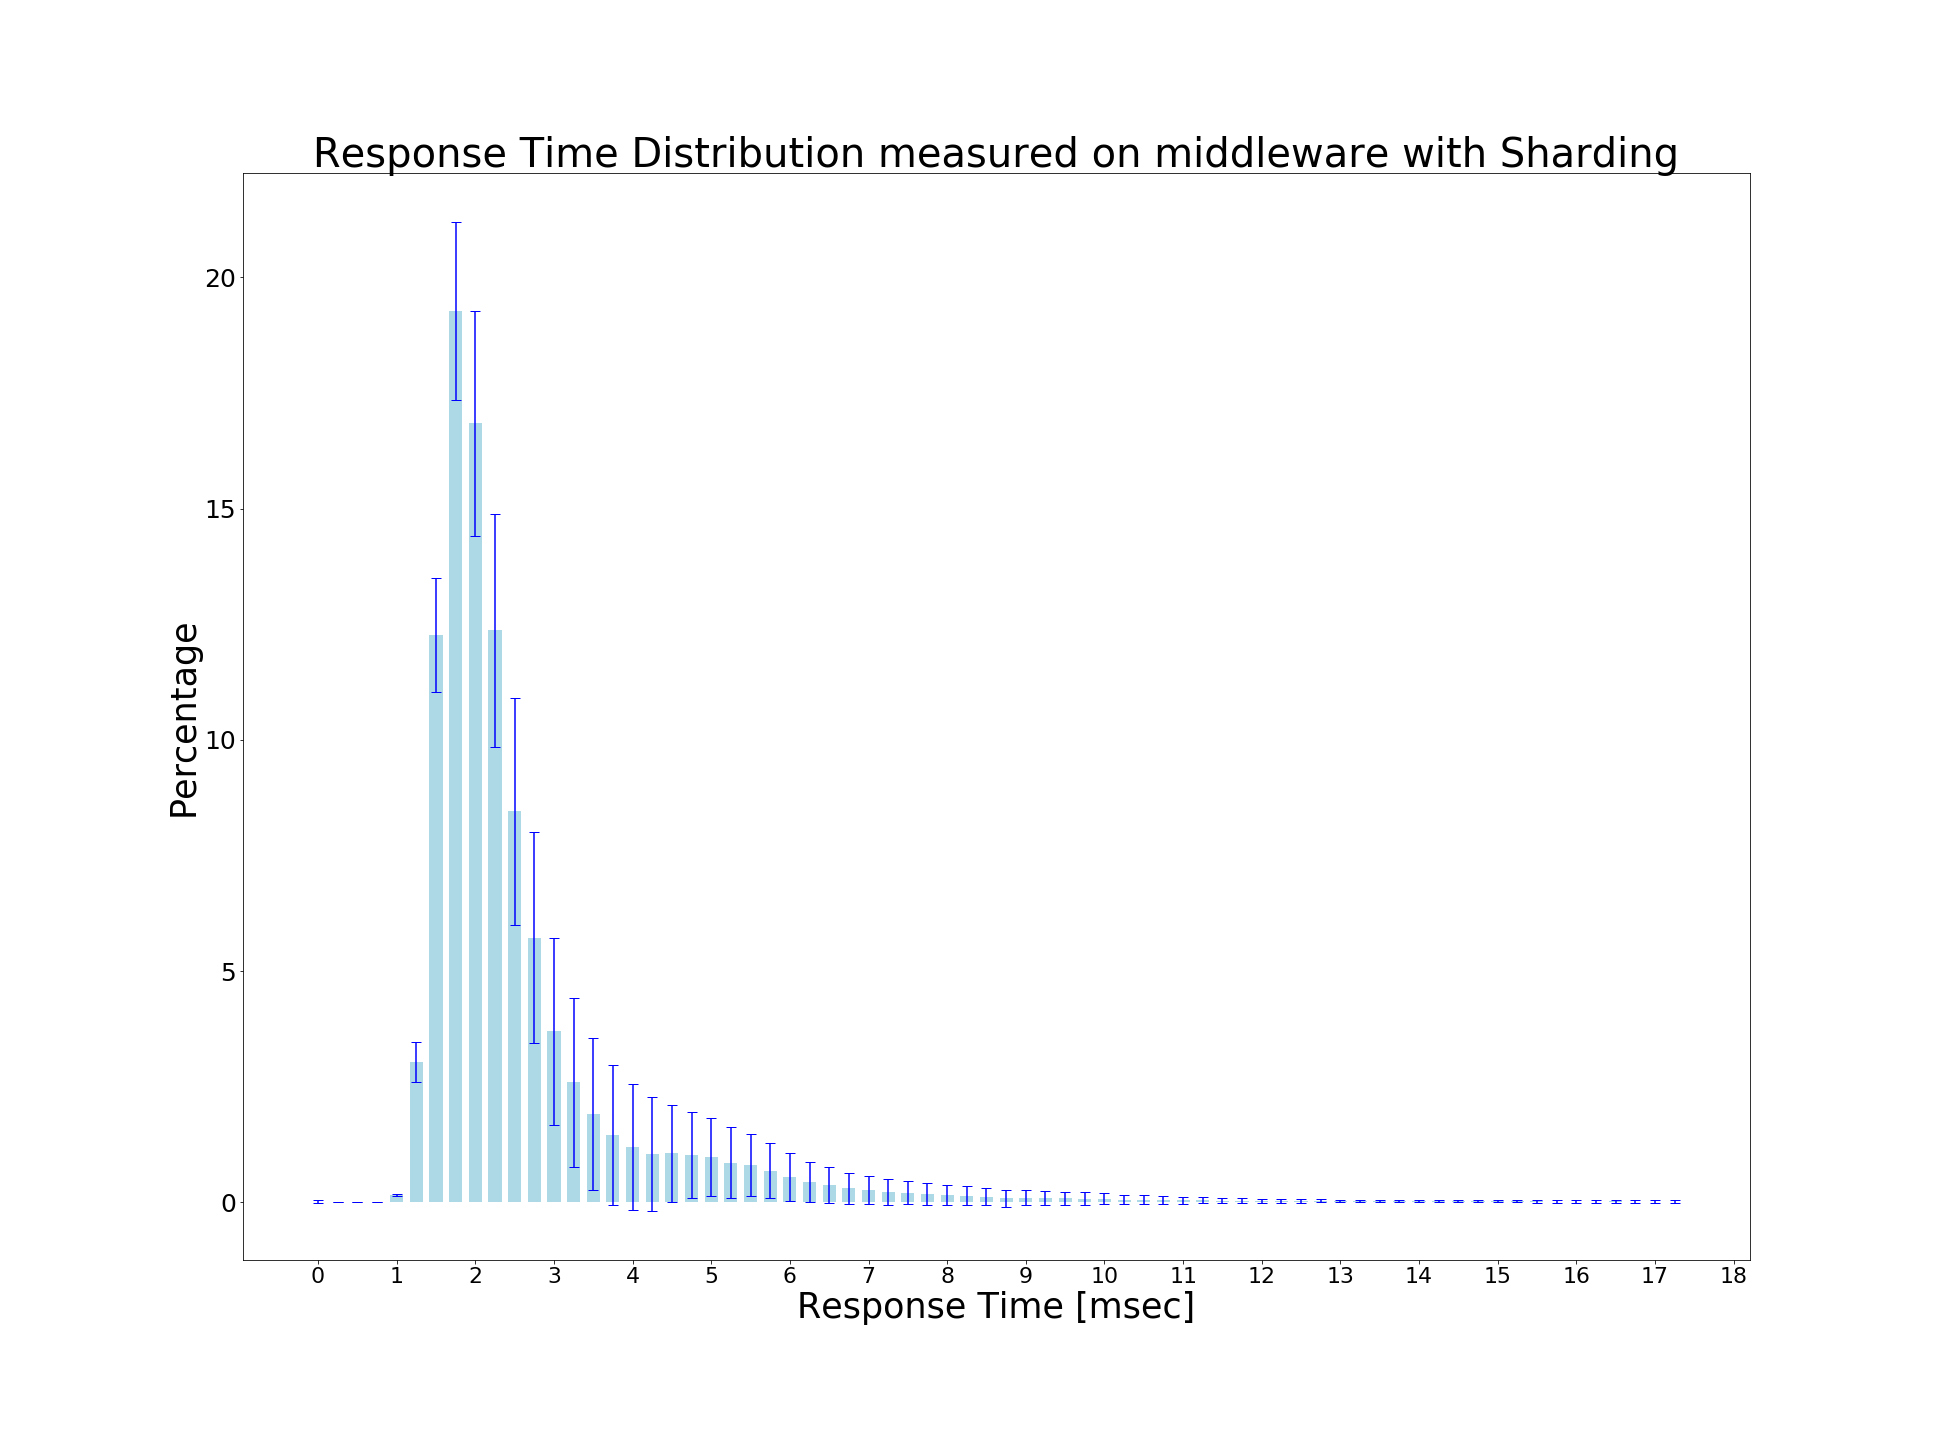 Response Time Distribution measured on middleware with Sharding
Percentage
20
15
10
5
0
0 1 2 3 4 5 6 7 8 9 10 11 12 13 14 15 16 17 18
Response Time [msec]